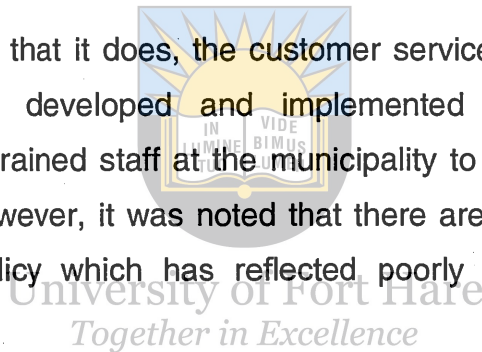 that it does, the customer service
developed and implemented
rained staff at the municipality to
wever, it was noted that there are
licy which has reflected poorly
University of Fort Hare
Together in Excellence
IN VIDE
LUMINE BIMUS